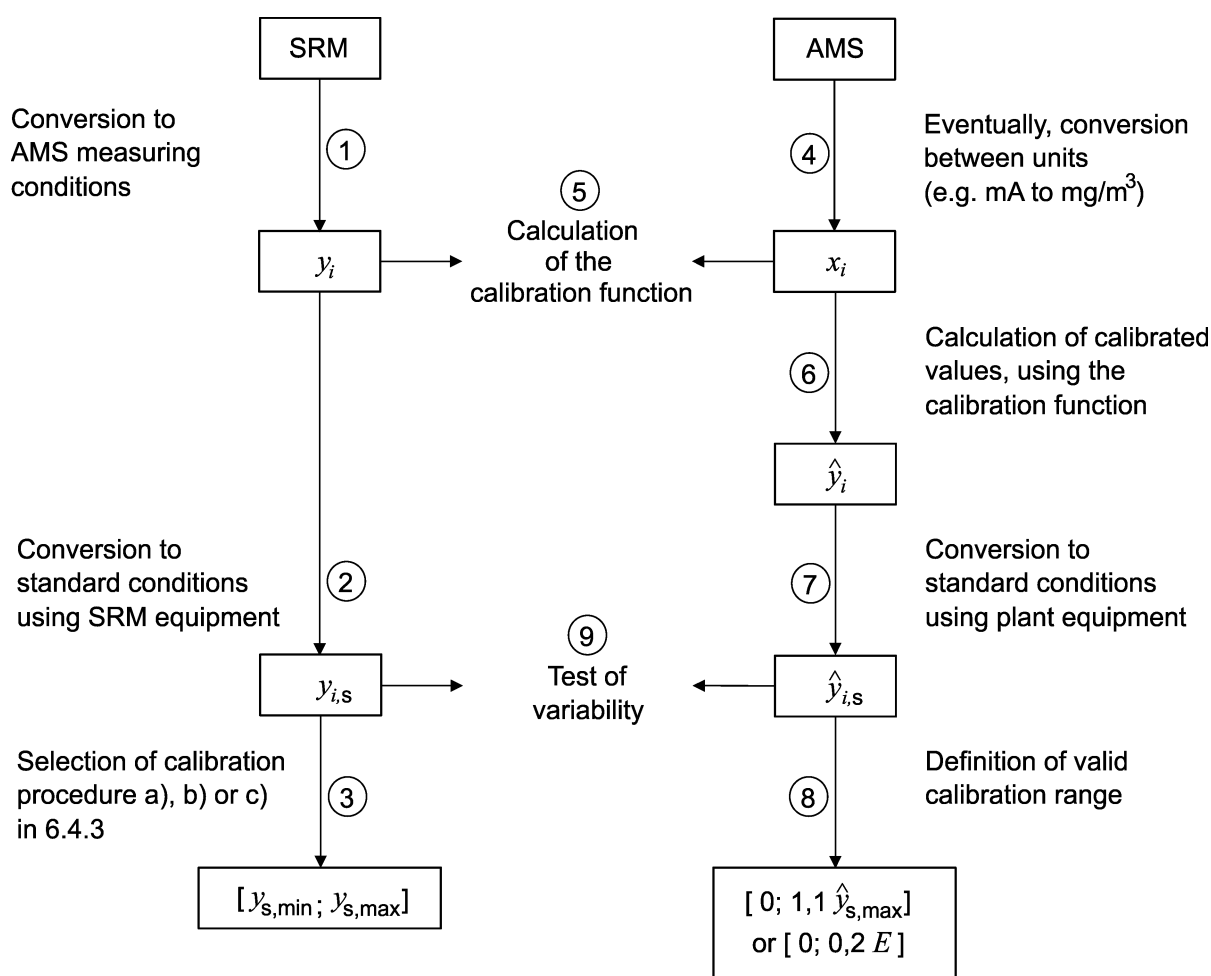 SRM
AMS
Conversion to
AMS measuring
conditions
1
4
Eventually, conversion
between units
(e.g. mA to mg/m³)
5
Calculation
of the
calibration function
yᵢ
xᵢ
6
Calculation of calibrated
values, using the
calibration function
ŷᵢ
Conversion to
standard conditions
using SRM equipment
2
7
Conversion to
standard conditions
using plant equipment
9
Test of
variability
yᵢ,s
ŷᵢ,s
Selection of calibration
procedure a), b) or c)
in 6.4.3
3
8
Definition of valid
calibration range
[ys,min; ys,max]
[ 0; 1,1 ŷs,max]
or [ 0; 0,2 E ]